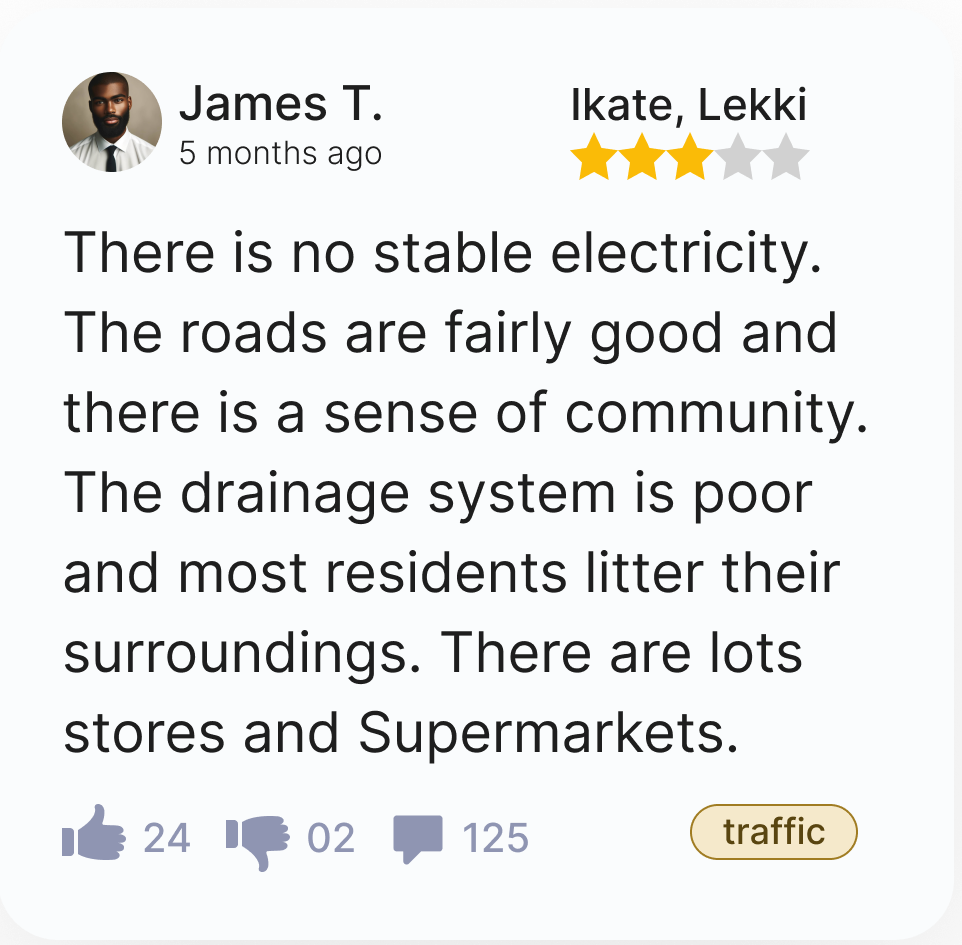 James T.
5 months ago
Ikate, Lekki
There is no stable electricity.
The roads are fairly good and
there is a sense of community.
The drainage system is poor
and most residents litter their
surroundings. There are lots
stores and Supermarkets.
24 02 125
traffic